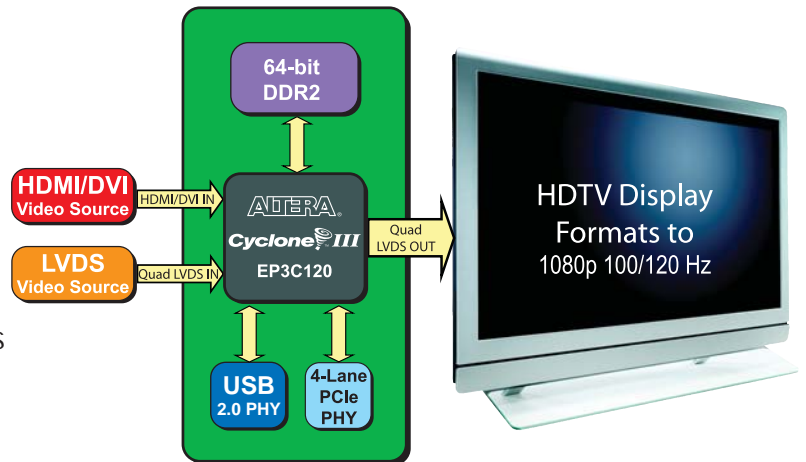 64-bit
DDR2
HDMI/DVI
Video Source
HDMI/DVI IN
LVDS
Video Source
Quad LVDS IN
ALTERA®
Cyclone III
EP3C120
Quad
LVDS OUT
HDTV Display
Formats to
1080p 100/120 Hz
S
USB
2.0 PHY
4-Lane
PCIe
PHY